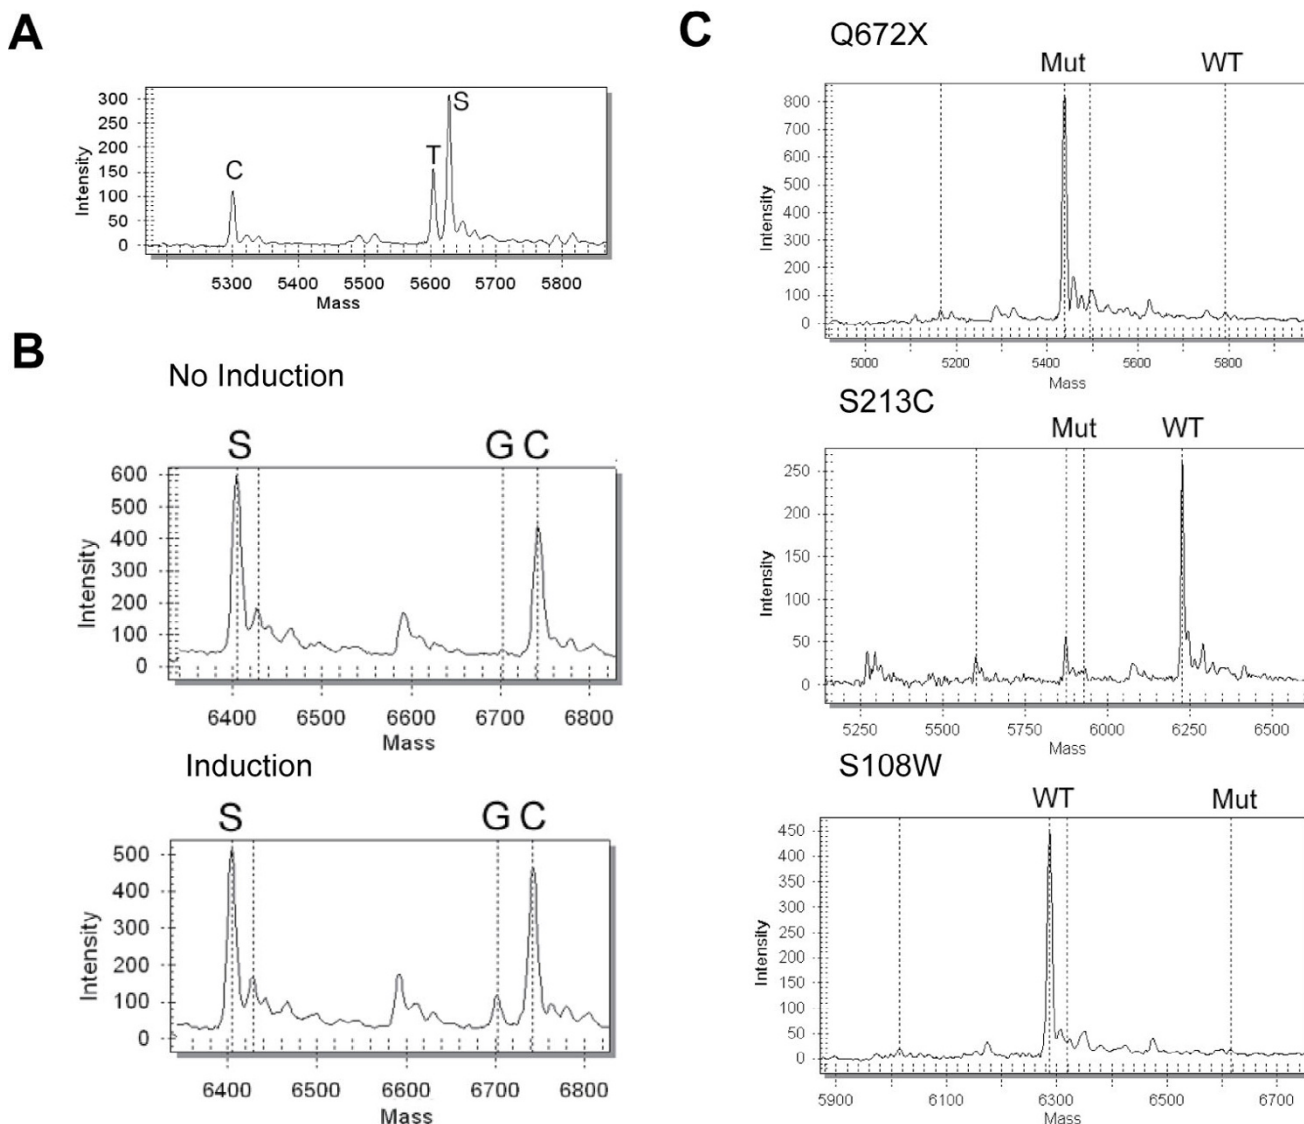 A
300
250
200
150
100
50
0
Intensity
C
T
S
5300 5400 5500 5600 5700 5800
Mass
B
No Induction
S G C
600
500
400
300
200
100
0
Intensity
6400 6500 6600 6700 6800
Mass
Induction
S G C
500
400
300
200
100
0
Intensity
6400 6500 6600 6700 6800
Mass
C
Q672X
Mut WT
800
700
600
500
400
300
200
100
0
Intensity
5000 5200 5400 5600 5800
Mass
S213C
Mut WT
250
200
150
100
50
0
Intensity
5250 5500 5750 6000 6250 6500
Mass
S108W
WT Mut
450
400
350
300
250
200
150
100
50
0
Intensity
5900 6100 6300 6500 6700
Mass